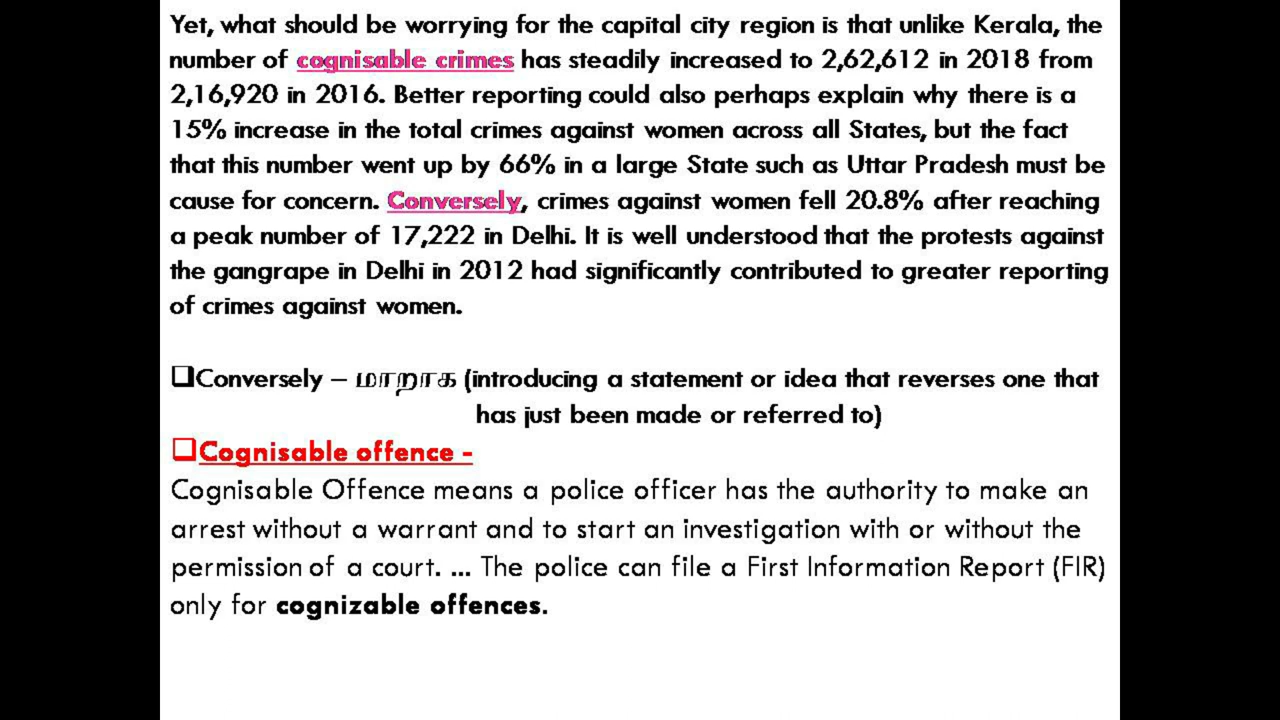 Yet, what should be worrying for the capital city region is that unlike Kerala, the
number of cognisable crimes has steadily increased to 2,62,612 in 2018 from
2,16,920 in 2016. Better reporting could also perhaps explain why there is a
15% increase in the total crimes against women across all States, but the fact
that this number went up by 66% in a large State such as Uttar Pradesh must be
cause for concern. Conversely, crimes against women fell 20.8% after reaching
a peak number of 17,222 in Delhi. It is well understood that the protests against
the gangrape in Delhi in 2012 had significantly contributed to greater reporting
of crimes against women.
❑Conversely – மாறாக (introducing a statement or idea that reverses one that
has just been made or referred to)
❑Cognisable offence -
Cognisable Offence means a police officer has the authority to make an
arrest without a warrant and to start an investigation with or without the
permission of a court. ... The police can file a First Information Report (FIR)
only for cognizable offences.